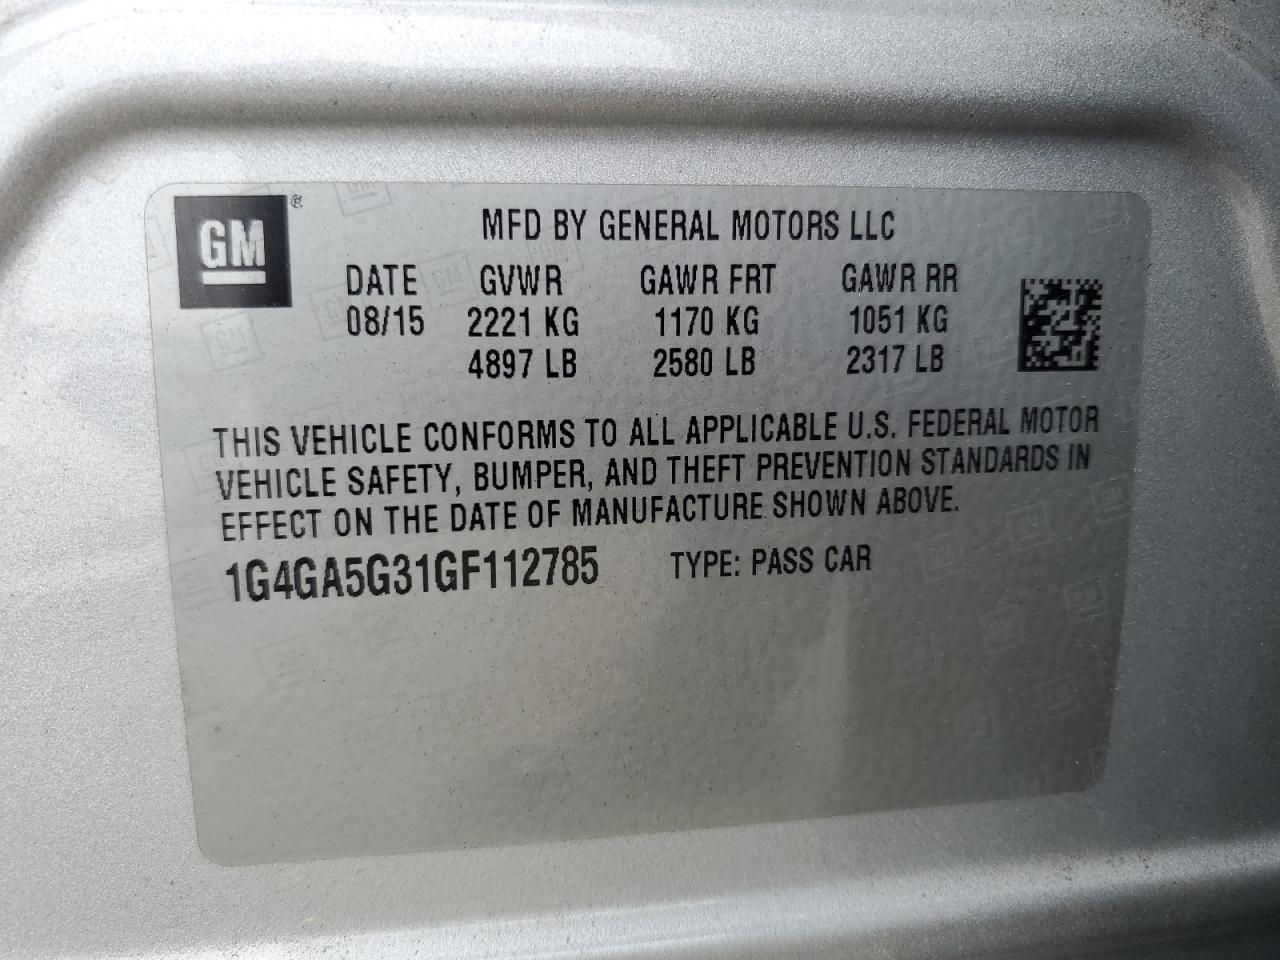 GM®
MFD BY GENERAL MOTORS LLC
DATE GVWR GAWR FRT GAWR RR
08/15 2221 KG 1170 KG 1051 KG
4897 LB 2580 LB 2317 LB
THIS VEHICLE CONFORMS TO ALL APPLICABLE U.S. FEDERAL MOTOR
VEHICLE SAFETY, BUMPER, AND THEFT PREVENTION STANDARDS IN
EFFECT ON THE DATE OF MANUFACTURE SHOWN ABOVE.
1G4GA5G31GF112785 TYPE: PASS CAR